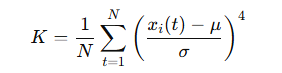 K = \frac{1}{N} \sum_{t=1}^{N} \left( \frac{x_i(t) - \mu}{\sigma} \right)^4